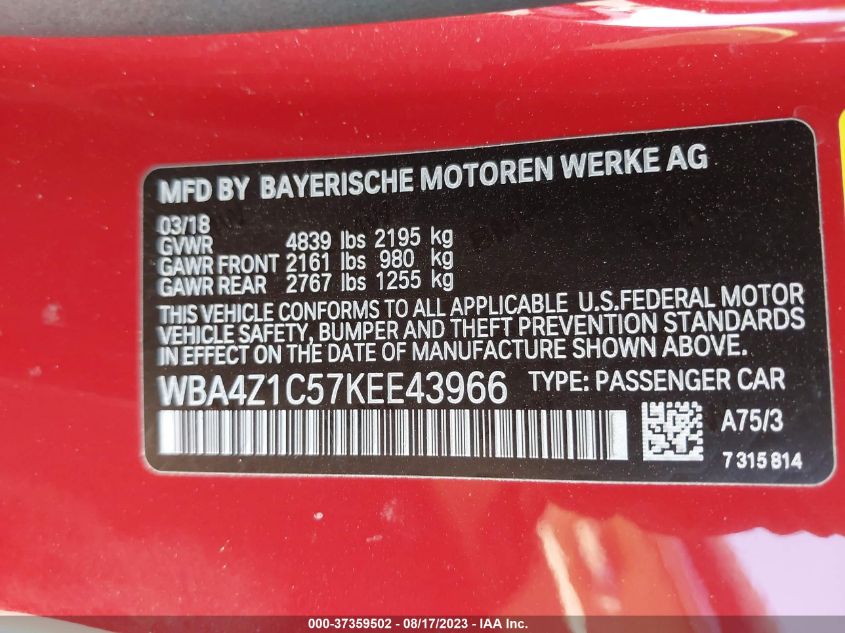 MFD BY BAYERISCHE MOTOREN WERKE AG
03/18
GVWR 4839 lbs 2195 kg
GAWR FRONT 2161 lbs 980 kg
GAWR REAR 2767 lbs 1255 kg
THIS VEHICLE CONFORMS TO ALL APPLICABLE U.S.FEDERAL MOTOR
VEHICLE SAFETY, BUMPER AND THEFT PREVENTION STANDARDS
IN EFFECT ON THE DATE OF MANUFACTURE SHOWN ABOVE.
WBA4Z1C57KEE43966 TYPE: PASSENGER CAR
A75/3
7 315 814
000-37359502 - 08/17/2023 - IAA Inc.